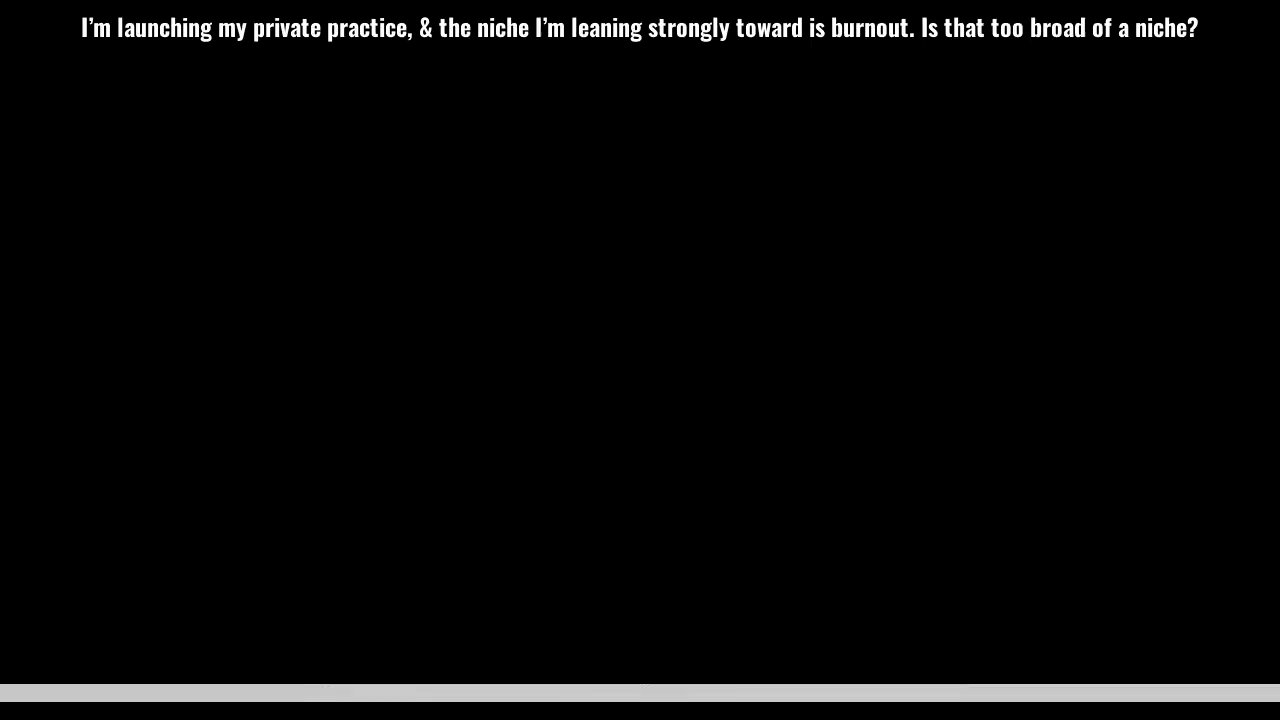 I’m launching my private practice, & the niche I’m leaning strongly toward is burnout. Is that too broad of a niche?